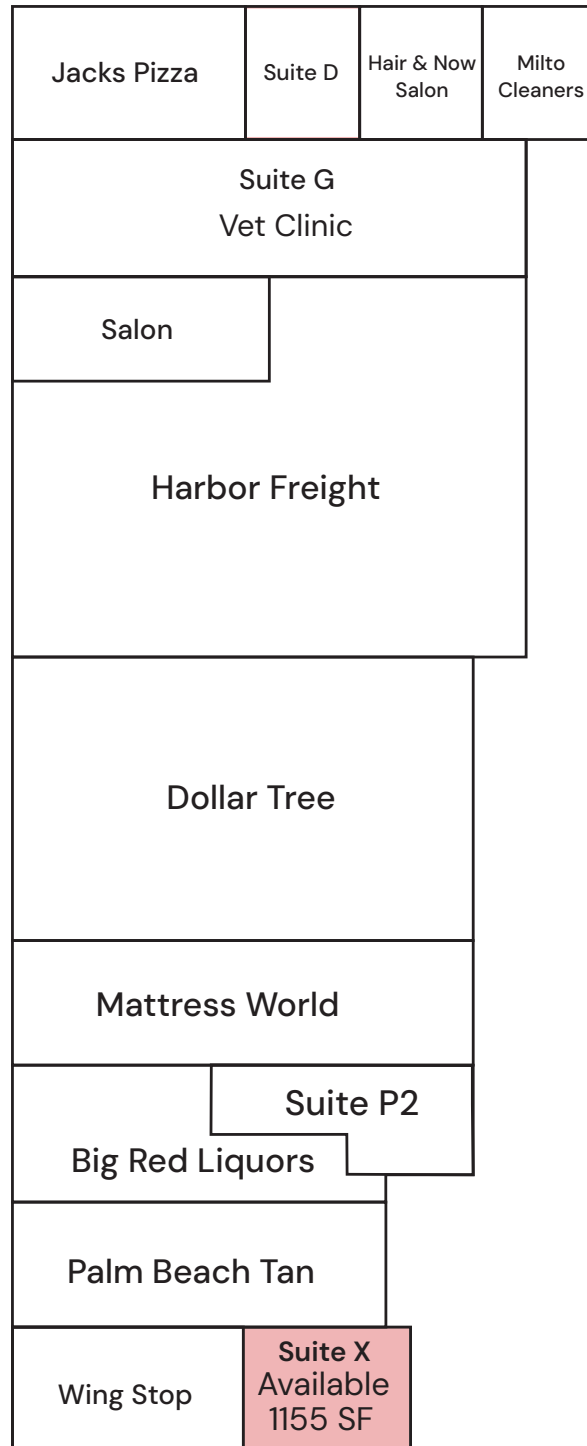 Jacks Pizza
Suite D
Hair & Now
Salon
Milto
Cleaners
Suite G
Vet Clinic
Salon
Harbor Freight
Dollar Tree
Mattress World
Suite P2
Big Red Liquors
Palm Beach Tan
Wing Stop
Suite X
Available
1155 SF